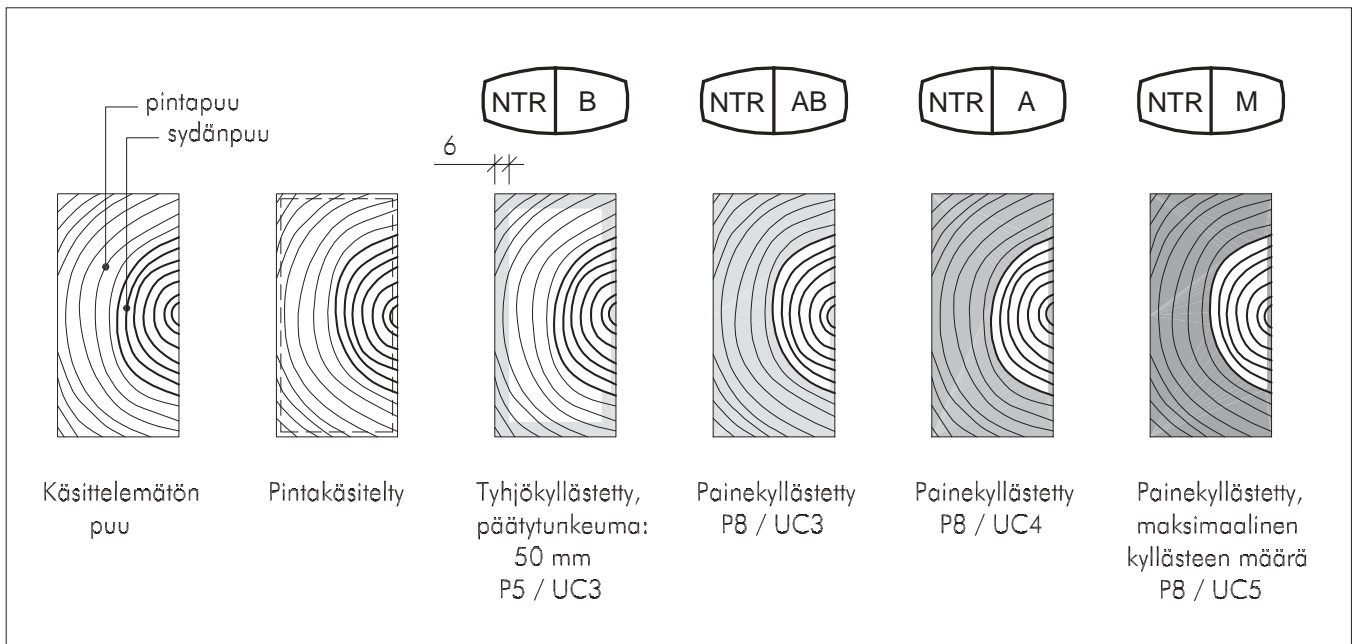 NTR B
NTR AB
NTR A
NTR M
pintapuu
sydänpuu
6
Käsittelemätön
puu
Pintakäsitelty
Tyhjökyllästetty,
päätytunkeuma:
50 mm
P5 / UC3
Painekyllästetty
P8 / UC3
Painekyllästetty
P8 / UC4
Painekyllästetty,
maksimaalinen
kyllästeen määrä
P8 / UC5